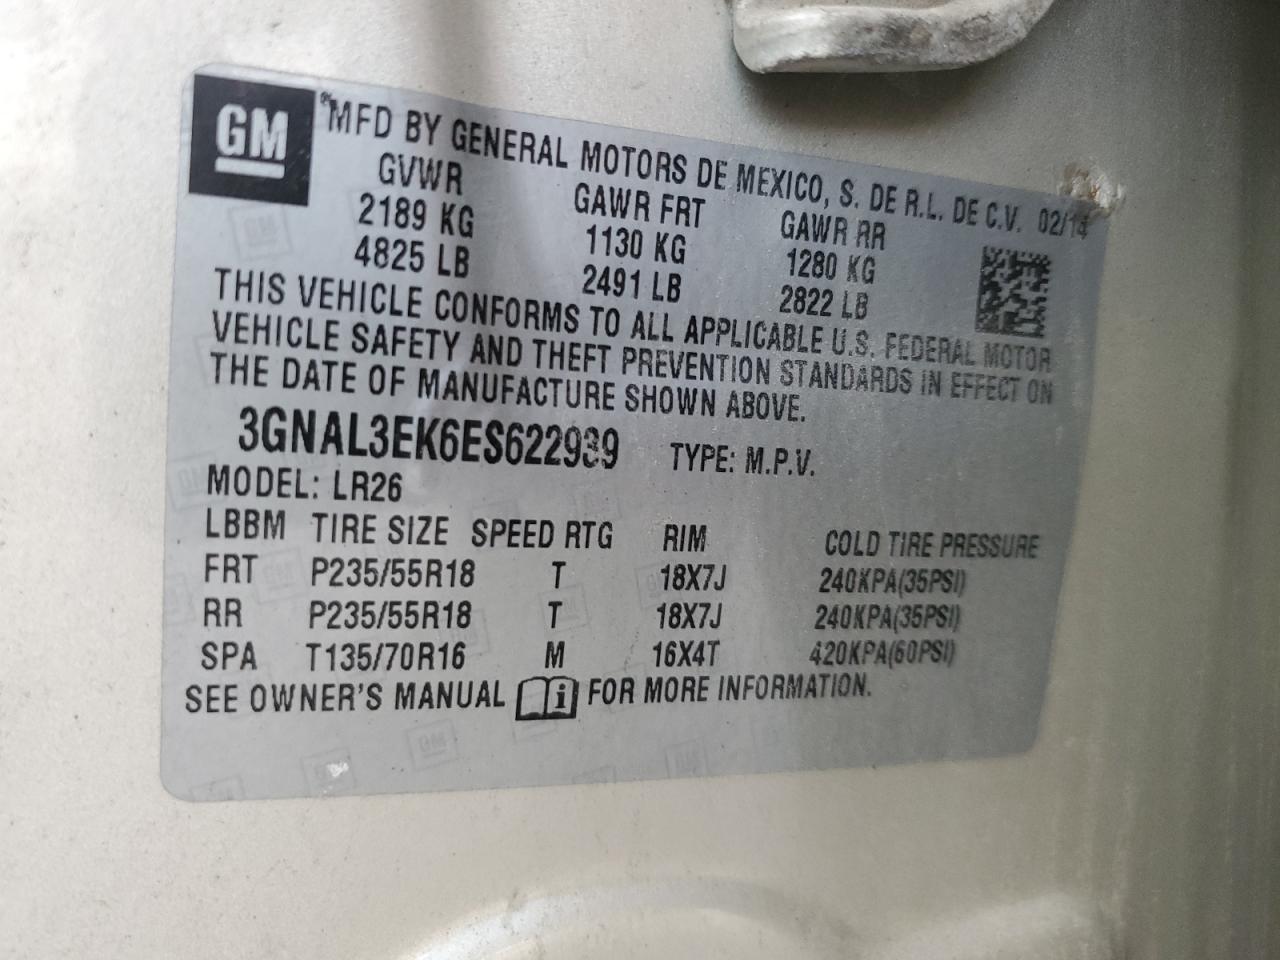 GM
®MFD BY GENERAL MOTORS DE MEXICO, S. DE R.L. DE C.V. 02/14
GVWR GAWR FRT GAWR RR
2189 KG 1130 KG 1280 KG
4825 LB 2491 LB 2822 LB
THIS VEHICLE CONFORMS TO ALL APPLICABLE U.S. FEDERAL MOTOR
VEHICLE SAFETY AND THEFT PREVENTION STANDARDS IN EFFECT ON
THE DATE OF MANUFACTURE SHOWN ABOVE.
3GNAL3EK6ES622939 TYPE: M.P.V.
MODEL: LR26
LBBM TIRE SIZE SPEED RTG RIM COLD TIRE PRESSURE
FRT P235/55R18 T 18X7J 240KPA(35PSI)
RR P235/55R18 T 18X7J 240KPA(35PSI)
SPA T135/70R16 M 16X4T 420KPA(60PSI)
SEE OWNER'S MANUAL i FOR MORE INFORMATION.